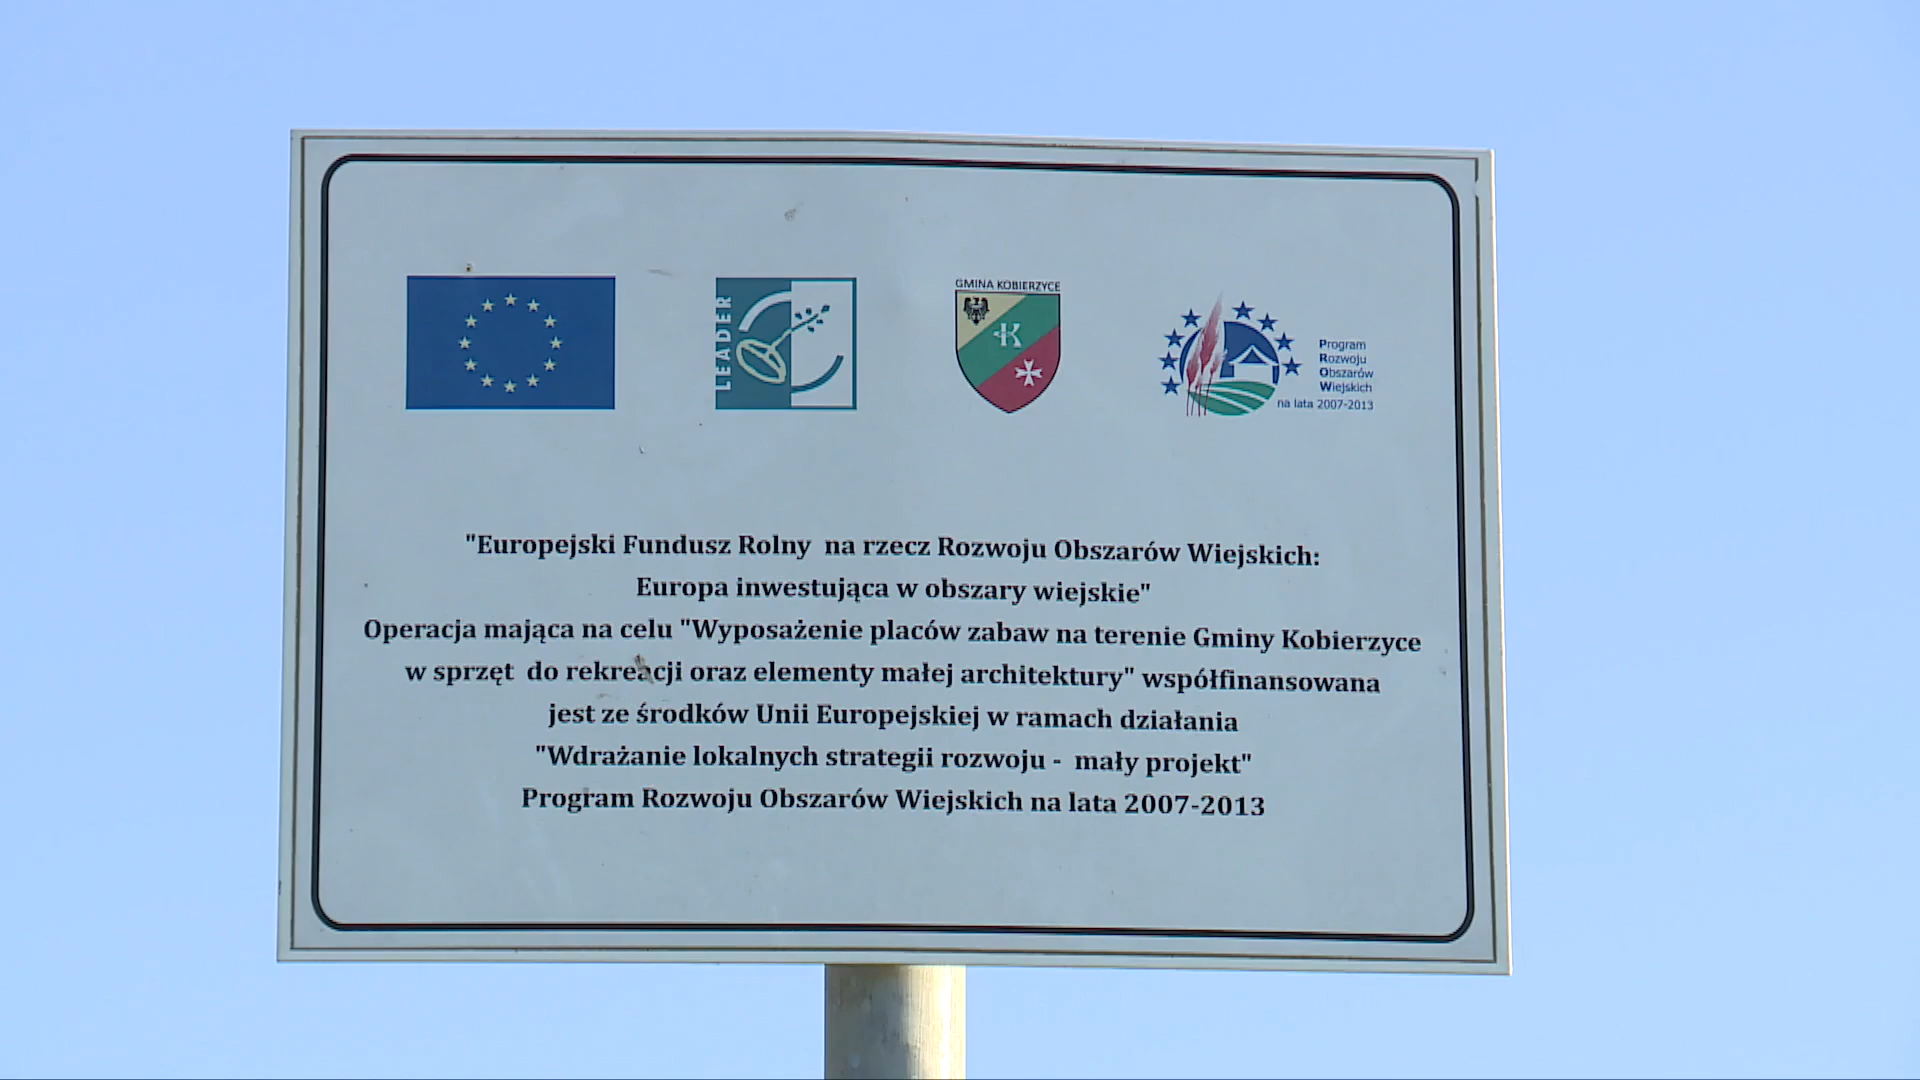 LEADER
GMINA KOBIERZYCE
K
Program
Rozwoju
Obszarów
Wiejskich
na lata 2007-2013
"Europejski Fundusz Rolny na rzecz Rozwoju Obszarów Wiejskich:
Europa inwestująca w obszary wiejskie"
Operacja mająca na celu "Wyposażenie placów zabaw na terenie Gminy Kobierzyce
w sprzęt do rekreacji oraz elementy małej architektury" współfinansowana
jest ze środków Unii Europejskiej w ramach działania
"Wdrażanie lokalnych strategii rozwoju - mały projekt"
Program Rozwoju Obszarów Wiejskich na lata 2007-2013